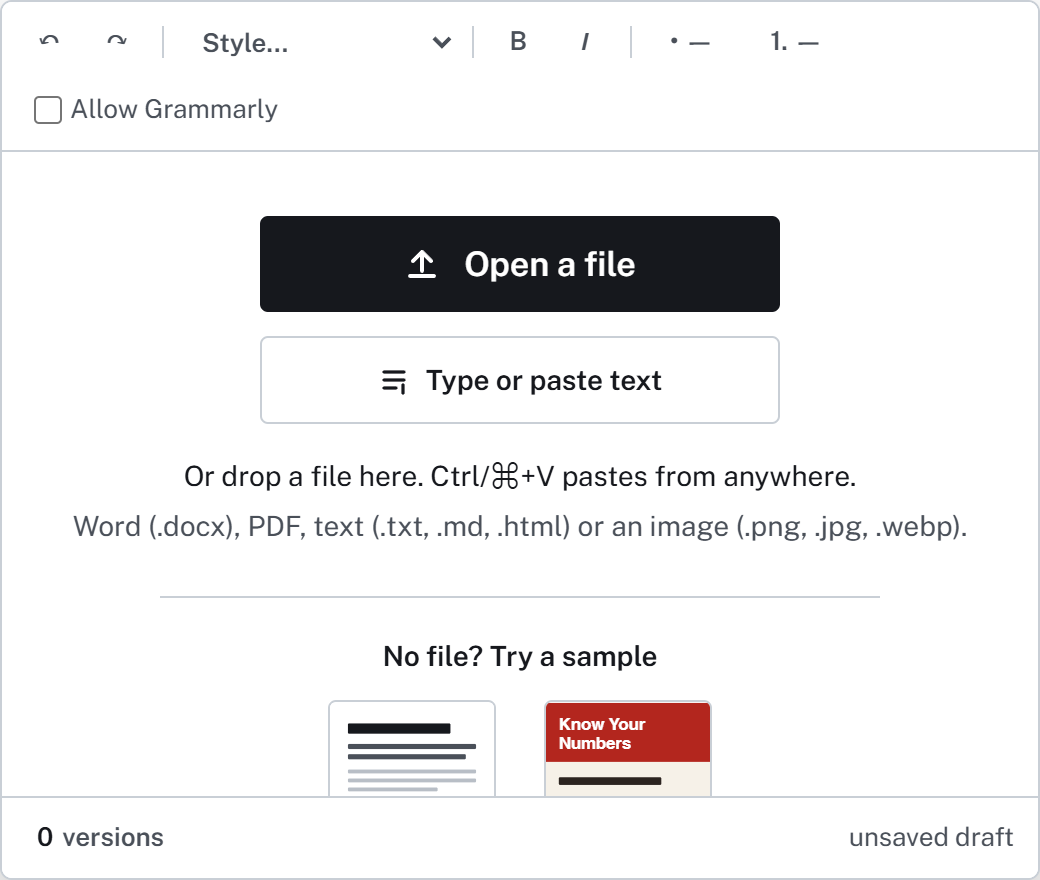 Style...
B
I
• —
1. —
Allow Grammarly
Open a file
Type or paste text
Or drop a file here. Ctrl/⌘+V pastes from anywhere.
Word (.docx), PDF, text (.txt, .md, .html) or an image (.png, .jpg, .webp).
No file? Try a sample
Know Your
Numbers
0 versions
unsaved draft